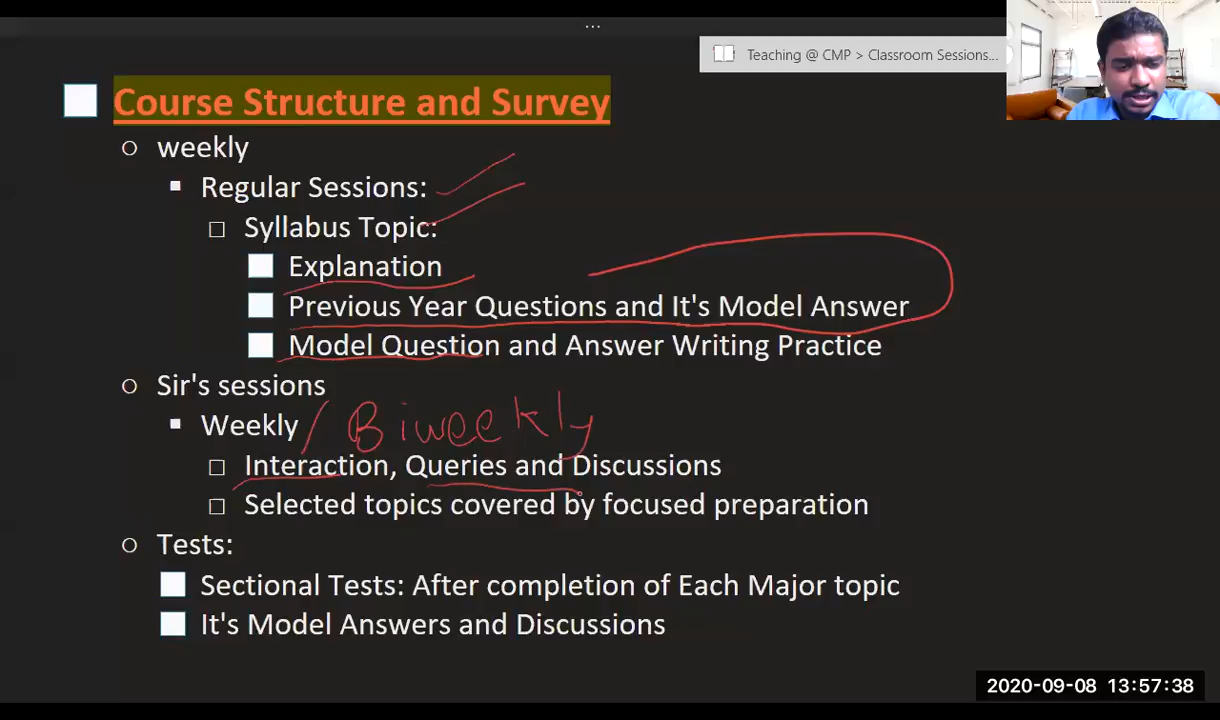 ...
Teaching @ CMP > Classroom Sessions...
Course Structure and Survey
weekly
Regular Sessions:
Syllabus Topic:
Explanation
Previous Year Questions and It's Model Answer
Model Question and Answer Writing Practice
Sir's sessions
Weekly / Biweekly
Interaction, Queries and Discussions
Selected topics covered by focused preparation
Tests:
Sectional Tests: After completion of Each Major topic
It's Model Answers and Discussions
2020-09-08 13:57:38